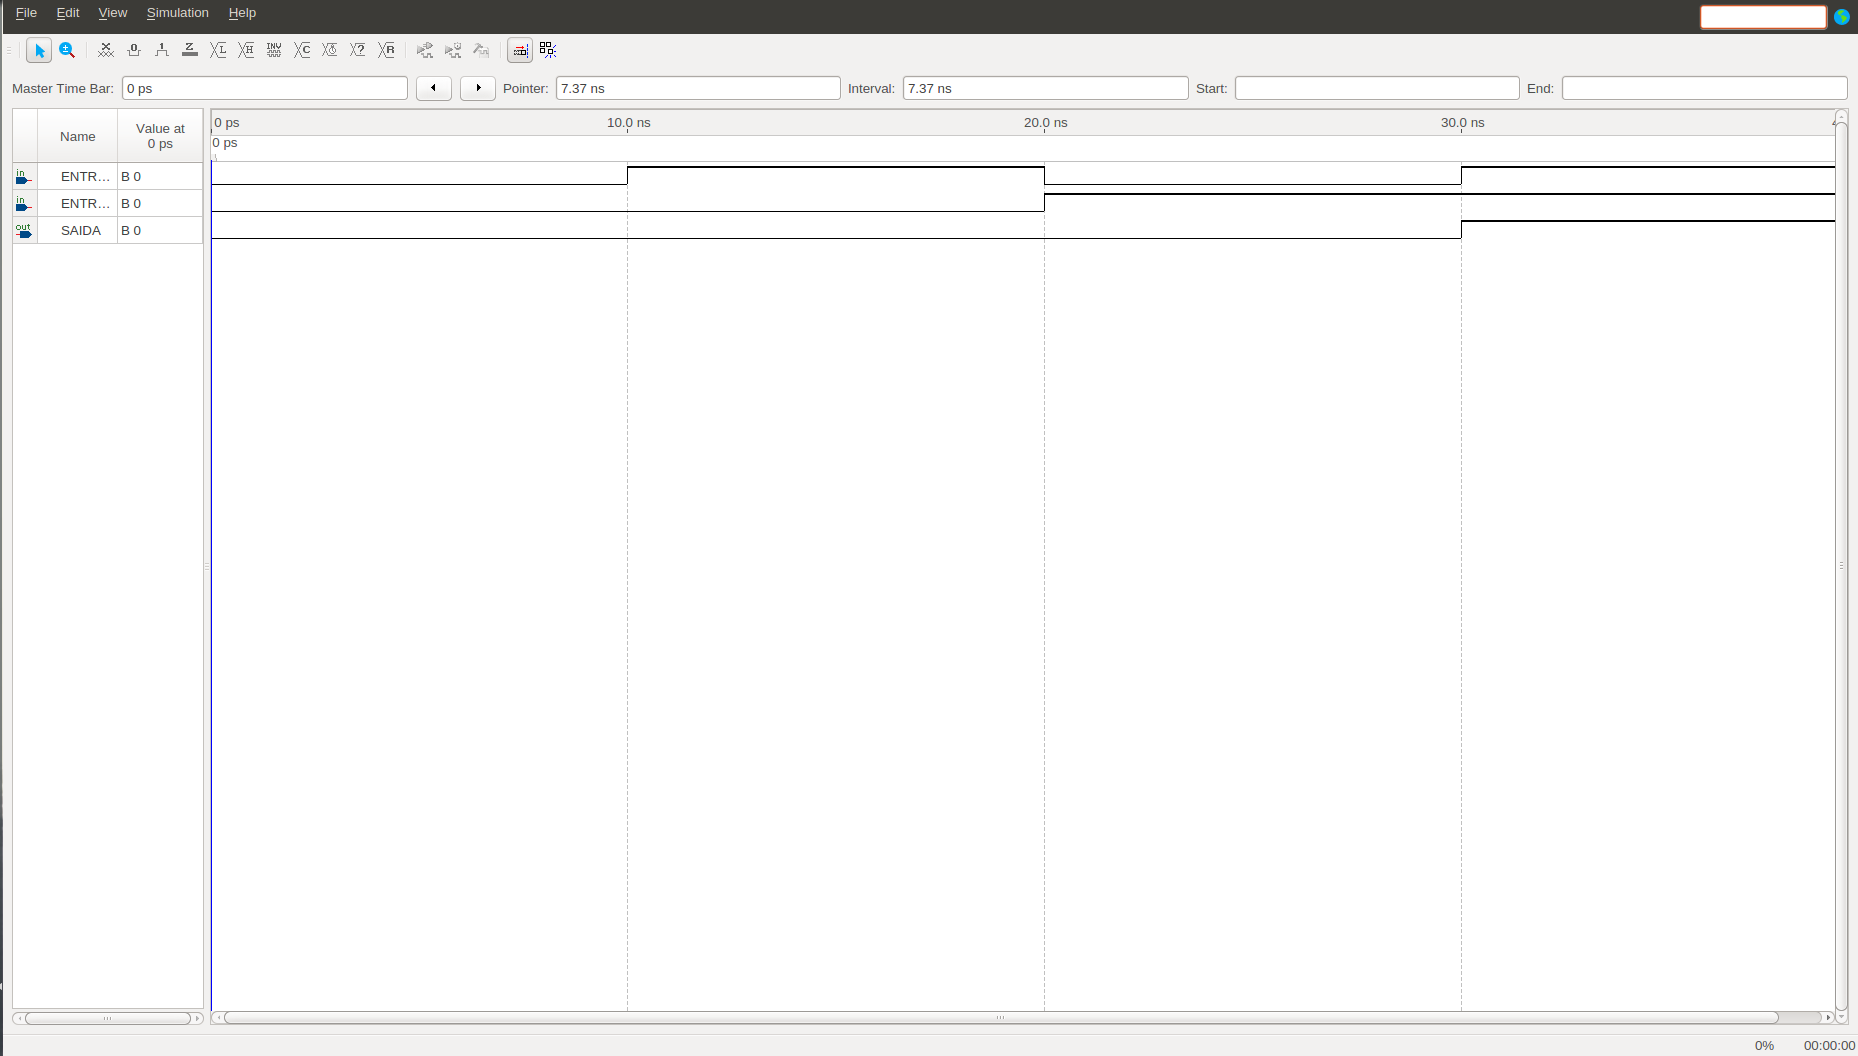 File Edit View Simulation Help
Master Time Bar: 0 ps Pointer: 7.37 ns Interval: 7.37 ns Start: End:
Name Value at 0 ps
0 ps 10.0 ns 20.0 ns 30.0 ns
0 ps
in ENTR... B 0
in ENTR... B 0
out SAIDA B 0
0% 00:00:00